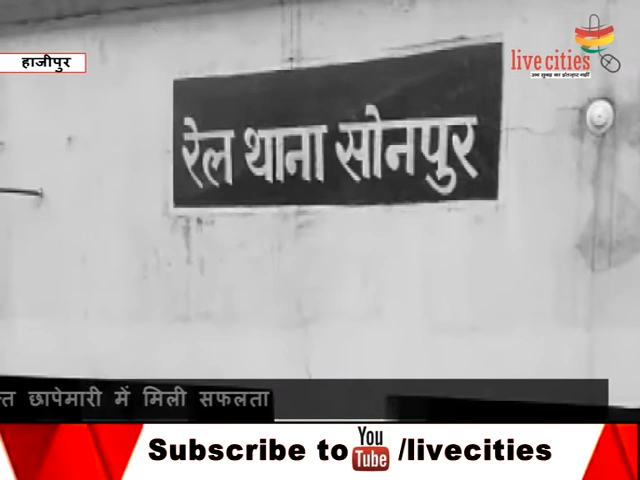 हाजीपुर
live cities
रेल थाना सोनपुर
त छापेमारी में मिली सफलता
Subscribe to You Tube /livecities